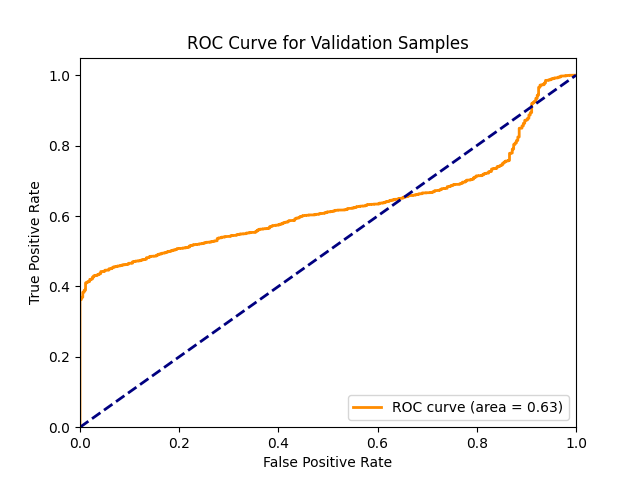 ROC Curve for Validation Samples
True Positive Rate
1.0
0.8
0.6
0.4
0.2
0.0
0.0 0.2 0.4 0.6 0.8 1.0
False Positive Rate
ROC curve (area = 0.63)